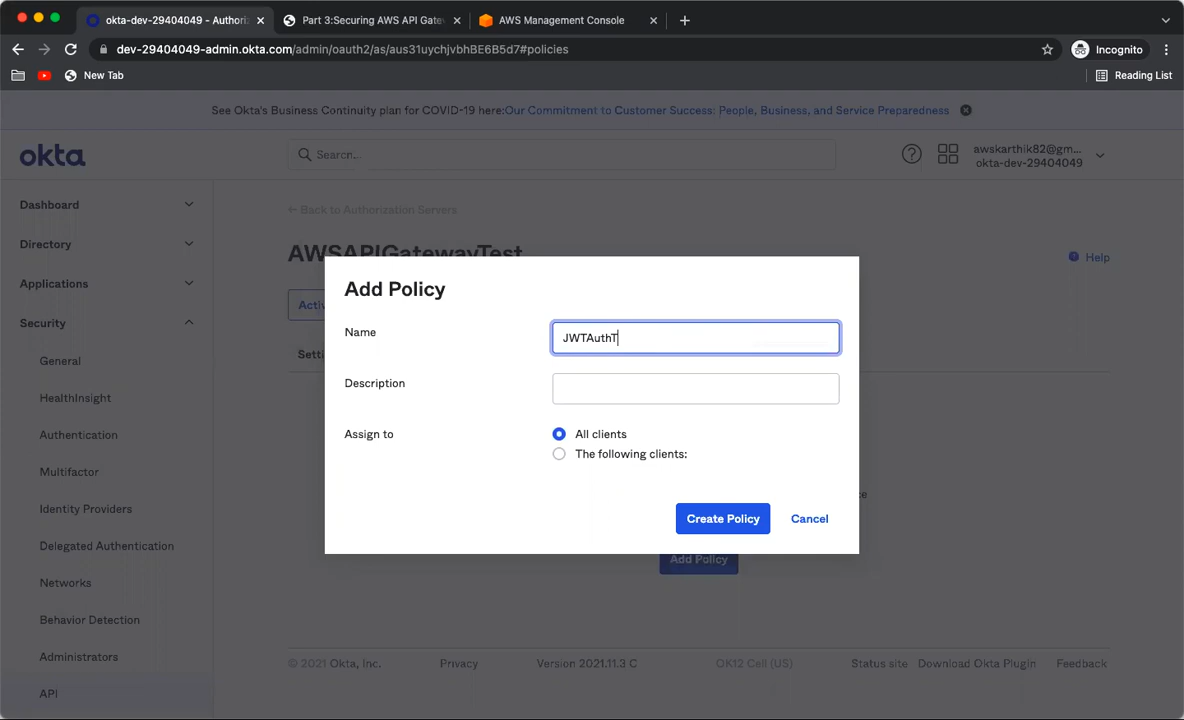 okta-dev-29404049 - Authoriz
Part 3:Securing AWS API Gate
AWS Management Console
dev-29404049-admin.okta.com/admin/oauth2/as/aus31uychjvbhBE6B5d7#policies
Incognito
New Tab
Reading List
See Okta's Business Continuity plan for COVID-19 here:Our Commitment to Customer Success: People, Business, and Service Preparedness
okta
Search...
awskarthik82@gm...
okta-dev-29404049
Dashboard
Directory
Applications
Security
General
HealthInsight
Authentication
Multifactor
Identity Providers
Delegated Authentication
Networks
Behavior Detection
Administrators
API
← Back to Authorization Servers
AWSAPIGatewayTest
Help
Activ
Setti
Add Policy
Name
JWTAuthT
Description
Assign to
All clients
The following clients:
Create Policy
Cancel
Add Policy
© 2021 Okta, Inc.
Privacy
Version 2021.11.3 C
OK12 Cell (US)
Status site
Download Okta Plugin
Feedback